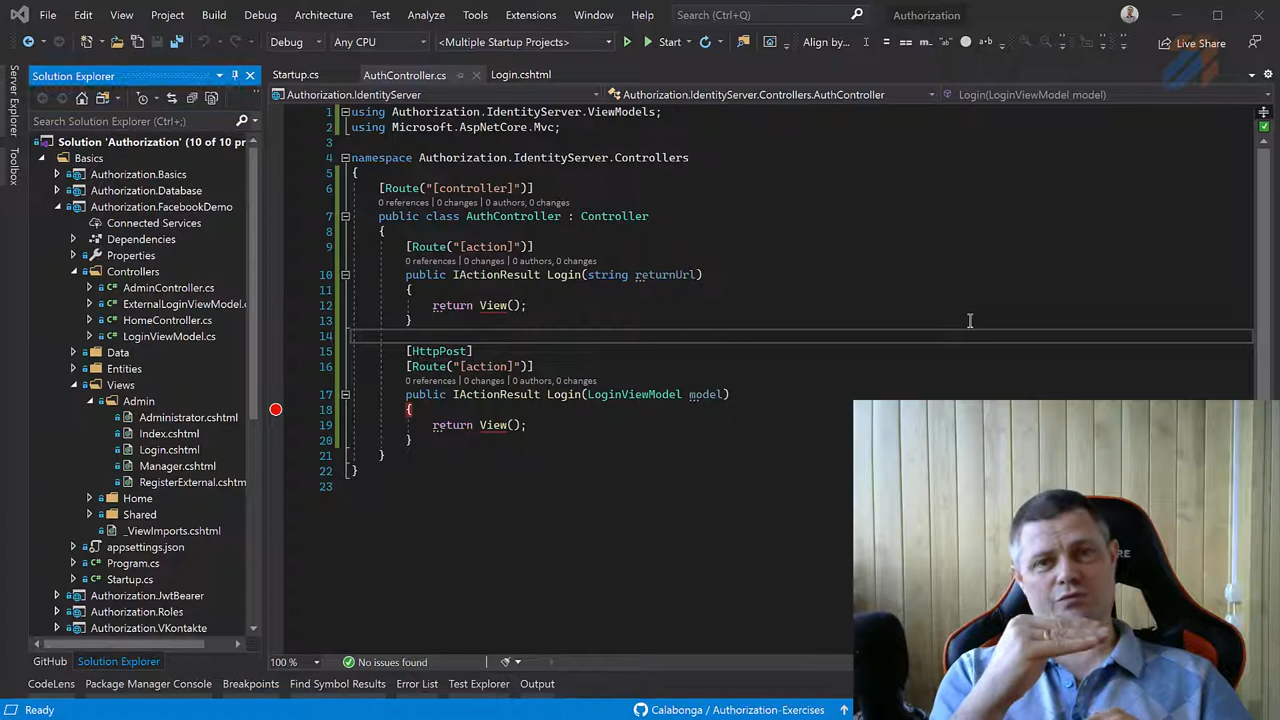 File Edit View Project Build Debug Architecture Test Analyze Tools Extensions Window Help Search (Ctrl+Q) Authorization
Debug Any CPU <Multiple Startup Projects> Start Align by... Live Share
Server Explorer
Toolbox
Solution Explorer
Search Solution Explorer (Ctrl+;)
Solution 'Authorization' (10 of 10 pr
Basics
Authorization.Basics
Authorization.Database
Authorization.FacebookDemo
Connected Services
Dependencies
Properties
Controllers
AdminController.cs
ExternalLoginViewModel.c
HomeController.cs
LoginViewModel.cs
Data
Entities
Views
Admin
Administrator.cshtml
Index.cshtml
Login.cshtml
Manager.cshtml
RegisterExternal.cshtm
Home
Shared
_ViewImports.cshtml
appsettings.json
Program.cs
Startup.cs
Authorization.JwtBearer
Authorization.Roles
Authorization.VKontakte
GitHub Solution Explorer
Startup.cs AuthController.cs Login.cshtml
Authorization.IdentityServer Authorization.IdentityServer.Controllers.AuthController Login(LoginViewModel model)
1 using Authorization.IdentityServer.ViewModels;
2 using Microsoft.AspNetCore.Mvc;
3
4 namespace Authorization.IdentityServer.Controllers
5 {
6 [Route("[controller]")]
0 references | 0 changes | 0 authors, 0 changes
7 public class AuthController : Controller
8 {
9 [Route("[action]")]
0 references | 0 changes | 0 authors, 0 changes
10 public IActionResult Login(string returnUrl)
11 {
12 return View();
13 }
14
15 [HttpPost]
16 [Route("[action]")]
0 references | 0 changes | 0 authors, 0 changes
17 public IActionResult Login(LoginViewModel model)
18 {
19 return View();
20 }
21 }
22 }
23
100 % No issues found
CodeLens Package Manager Console Breakpoints Find Symbol Results Error List Test Explorer Output
Ready Calabonga / Authorization-Exercises